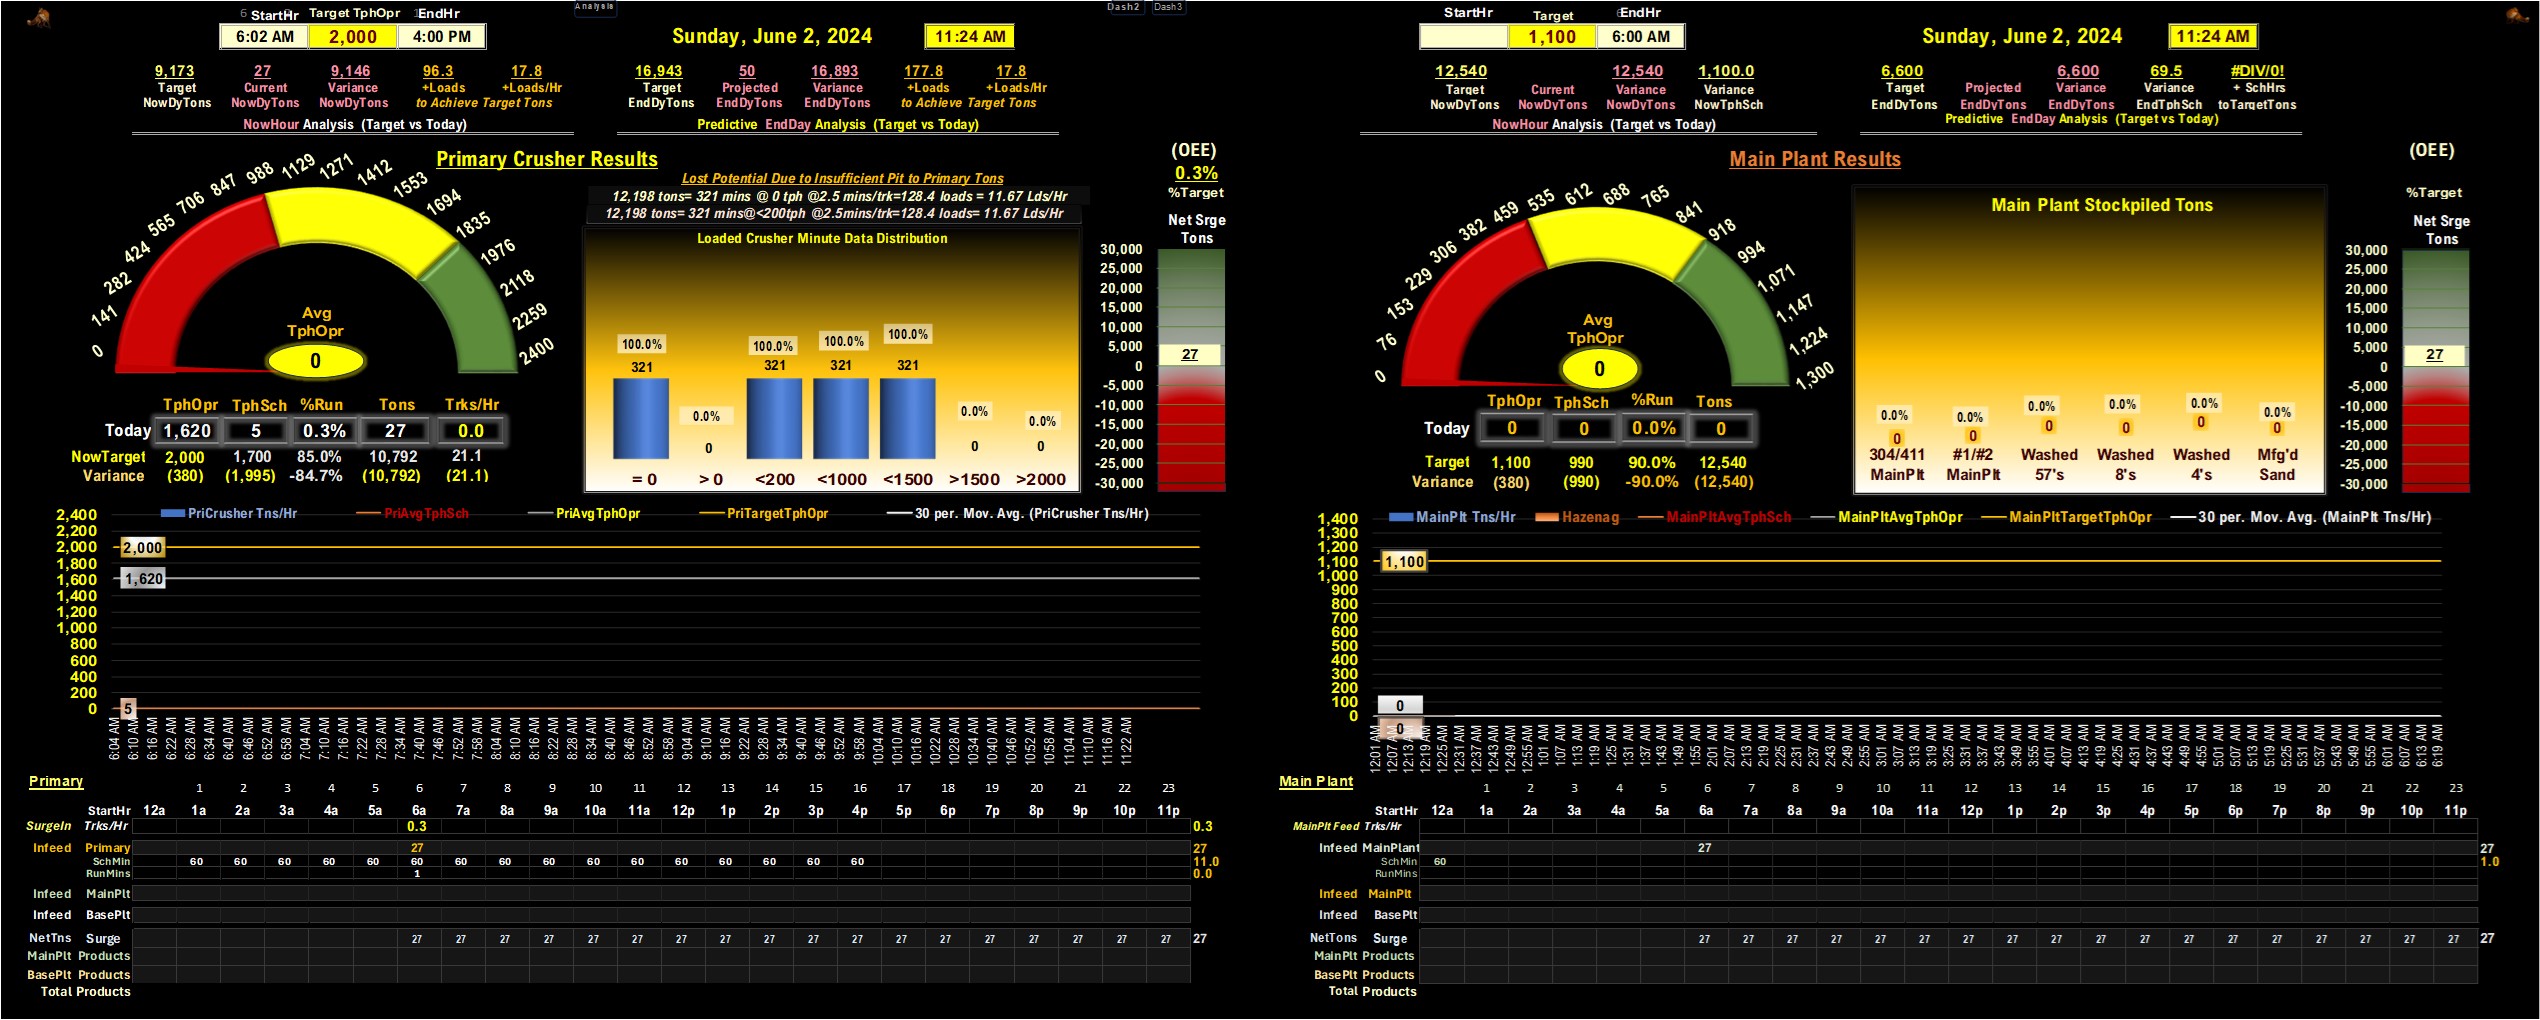 StartHr Target TphOpr EndHr
6:02 AM 2,000 4:00 PM
Analysis
Dash2 Dash3
Sunday, June 2, 2024 11:24 AM
9,173 27 9,146 96.3 17.8
Target Current Variance +Loads +Loads/Hr
NowDyTons NowDyTons NowDyTons to Achieve Target Tons
NowHour Analysis (Target vs Today)
16,943 50 16,893 177.8 17.8
Target Projected Variance +Loads +Loads/Hr
EndDyTons EndDyTons EndDyTons to Achieve Target Tons
Predictive EndDay Analysis (Target vs Today)
Primary Crusher Results
0 141 282 424 565 706 847 988 1129 1271 1412 1553 1694 1835 1976 2118 2259 2400
Avg
TphOpr
0
TphOpr TphSch %Run Tons Trks/Hr
Today 1,620 5 0.3% 27 0.0
NowTarget 2,000 1,700 85.0% 10,792 21.1
Variance (380) (1,995) -84.7% (10,792) (21.1)
Lost Potential Due to Insufficient Pit to Primary Tons
12,198 tons= 321 mins @ 0 tph @2.5 mins/trk=128.4 loads = 11.67 Lds/Hr
12,198 tons= 321 mins@<200tph @2.5mins/trk=128.4 loads= 11.67 Lds/Hr
Loaded Crusher Minute Data Distribution
100.0% 0.0% 100.0% 100.0% 100.0% 0.0% 0.0%
321 0 321 321 321 0 0
= 0 > 0 <200 <1000 <1500 >1500 >2000
(OEE)
0.3%
%Target
Net Srge
Tons
30,000
25,000
20,000
15,000
10,000
5,000
27
0
-5,000
-10,000
-15,000
-20,000
-25,000
-30,000
PriCrusher Tns/Hr PriAvgTphSch PriAvgTphOpr PriTargetTphOpr 30 per. Mov. Avg. (PriCrusher Tns/Hr)
2,400
2,200
2,000 2,000
1,800
1,600 1,620
1,400
1,200
1,000
800
600
400
200
0 5
6:04 AM 6:10 AM 6:16 AM 6:22 AM 6:28 AM 6:34 AM 6:40 AM 6:46 AM 6:52 AM 6:58 AM 7:04 AM 7:10 AM 7:16 AM 7:22 AM 7:28 AM 7:34 AM 7:40 AM 7:46 AM 7:52 AM 7:58 AM 8:04 AM 8:10 AM 8:16 AM 8:22 AM 8:28 AM 8:34 AM 8:40 AM 8:46 AM 8:52 AM 8:58 AM 9:04 AM 9:10 AM 9:16 AM 9:22 AM 9:28 AM 9:34 AM 9:40 AM 9:46 AM 9:52 AM 9:58 AM 10:04 AM 10:10 AM 10:16 AM 10:22 AM 10:28 AM 10:34 AM 10:40 AM 10:46 AM 10:52 AM 10:58 AM 11:04 AM 11:10 AM 11:16 AM 11:22 AM
Primary
1 2 3 4 5 6 7 8 9 10 11 12 13 14 15 16 17 18 19 20 21 22 23
StartHr 12a 1a 2a 3a 4a 5a 6a 7a 8a 9a 10a 11a 12p 1p 2p 3p 4p 5p 6p 7p 8p 9p 10p 11p
SurgeIn Trks/Hr 0.3 0.3
Infeed Primary 27 27
SchMin 60 60 60 60 60 60 60 60 60 60 60 60 60 60 60 60 11.0
RunMins 1 0.0
Infeed MainPlt
Infeed BasePlt
NetTns Surge 27 27 27 27 27 27 27 27 27 27 27 27 27 27 27 27 27 27 27
MainPlt Products
BasePlt Products
Total Products
StartHr Target EndHr
1,100 6:00 AM
Sunday, June 2, 2024 11:24 AM
12,540 12,540 1,100.0
Target Current Variance Variance
NowDyTons NowDyTons NowDyTons NowTphSch
NowHour Analysis (Target vs Today)
6,600 6,600 69.5 #DIV/0!
Target Projected Variance Variance + SchHrs
EndDyTons EndDyTons EndDyTons EndTphSch toTargetTons
Predictive EndDay Analysis (Target vs Today)
Main Plant Results
0 76 153 229 306 382 459 535 612 688 765 841 918 994 1,071 1,147 1,224 1,300
Avg
TphOpr
0
TphOpr TphSch %Run Tons
Today 0 0 0.0% 0
Target 1,100 990 90.0% 12,540
Variance (380) (990) -90.0% (12,540)
Main Plant Stockpiled Tons
0.0% 0.0% 0.0% 0.0% 0.0% 0.0%
0 0 0 0 0 0
304/411 #1/#2 Washed Washed Washed Mfg'd
MainPlt MainPlt 57's 8's 4's Sand
(OEE)
%Target
Net Srge
Tons
30,000
25,000
20,000
15,000
10,000
5,000
27
0
-5,000
-10,000
-15,000
-20,000
-25,000
-30,000
MainPlt Tns/Hr Hazenag MainPltAvgTphSch MainPltAvgTphOpr MainPltTargetTphOpr 30 per. Mov. Avg. (MainPlt Tns/Hr)
1,400
1,300
1,200
1,100 1,100
1,000
900
800
700
600
500
400
300
200
100 0
0 0
12:01 AM 12:07 AM 12:13 AM 12:19 AM 12:25 AM 12:31 AM 12:37 AM 12:43 AM 12:49 AM 12:55 AM 1:01 AM 1:07 AM 1:13 AM 1:19 AM 1:25 AM 1:31 AM 1:37 AM 1:43 AM 1:49 AM 1:55 AM 2:01 AM 2:07 AM 2:13 AM 2:19 AM 2:25 AM 2:31 AM 2:37 AM 2:43 AM 2:49 AM 2:55 AM 3:01 AM 3:07 AM 3:13 AM 3:19 AM 3:25 AM 3:31 AM 3:37 AM 3:43 AM 3:49 AM 3:55 AM 4:01 AM 4:07 AM 4:13 AM 4:19 AM 4:25 AM 4:31 AM 4:37 AM 4:43 AM 4:49 AM 4:55 AM 5:01 AM 5:07 AM 5:13 AM 5:19 AM 5:25 AM 5:31 AM 5:37 AM 5:43 AM 5:49 AM 5:55 AM 6:01 AM 6:07 AM 6:13 AM 6:19 AM
Main Plant
1 2 3 4 5 6 7 8 9 10 11 12 13 14 15 16 17 18 19 20 21 22 23
StartHr 12a 1a 2a 3a 4a 5a 6a 7a 8a 9a 10a 11a 12p 1p 2p 3p 4p 5p 6p 7p 8p 9p 10p 11p
MainPlt Feed Trks/Hr
Infeed MainPlant 27 27
SchMin 60 1.0
RunMins
Infeed MainPlt
Infeed BasePlt
NetTons Surge 27 27 27 27 27 27 27 27 27 27 27 27 27 27 27 27 27 27 27
MainPlt Products
BasePlt Products
Total Products